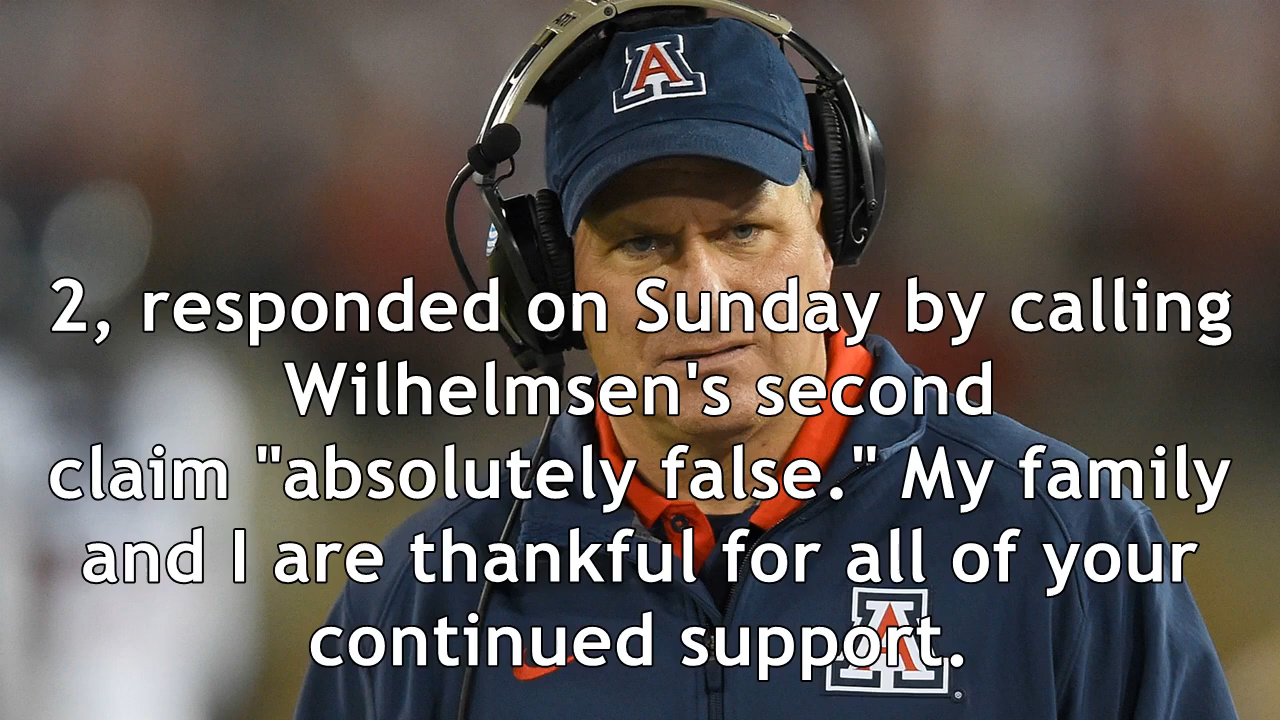 A
2, responded on Sunday by calling
Wilhelmsen's second
claim "absolutely false." My family
and I are thankful for all of your
continued support.
A